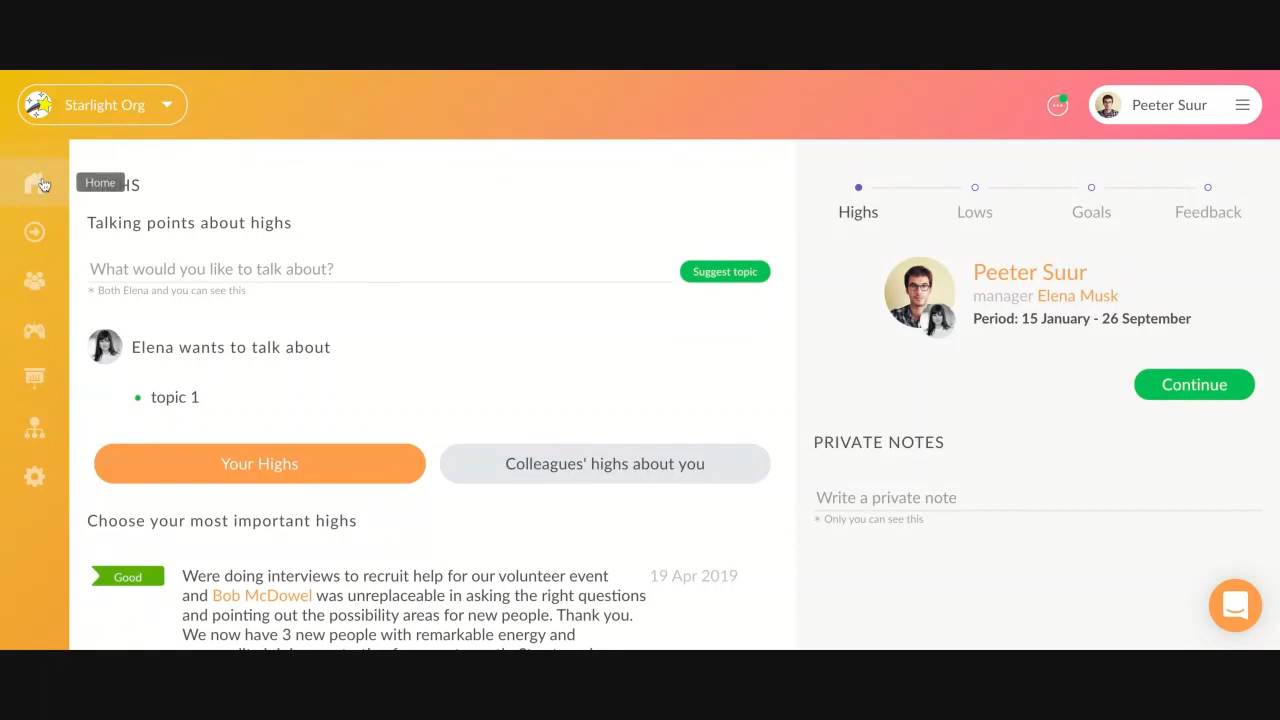 Starlight Org
Peeter Suur
Home
HS
Talking points about highs
What would you like to talk about?
Suggest topic
* Both Elena and you can see this
Elena wants to talk about
• topic 1
Your Highs
Colleagues' highs about you
Choose your most important highs
Good
Were doing interviews to recruit help for our volunteer event
19 Apr 2019
and Bob McDowel was unreplaceable in asking the right questions
and pointing out the possibility areas for new people. Thank you.
We now have 3 new people with remarkable energy and
Highs
Lows
Goals
Feedback
Peeter Suur
manager Elena Musk
Period: 15 January - 26 September
Continue
PRIVATE NOTES
Write a private note
* Only you can see this